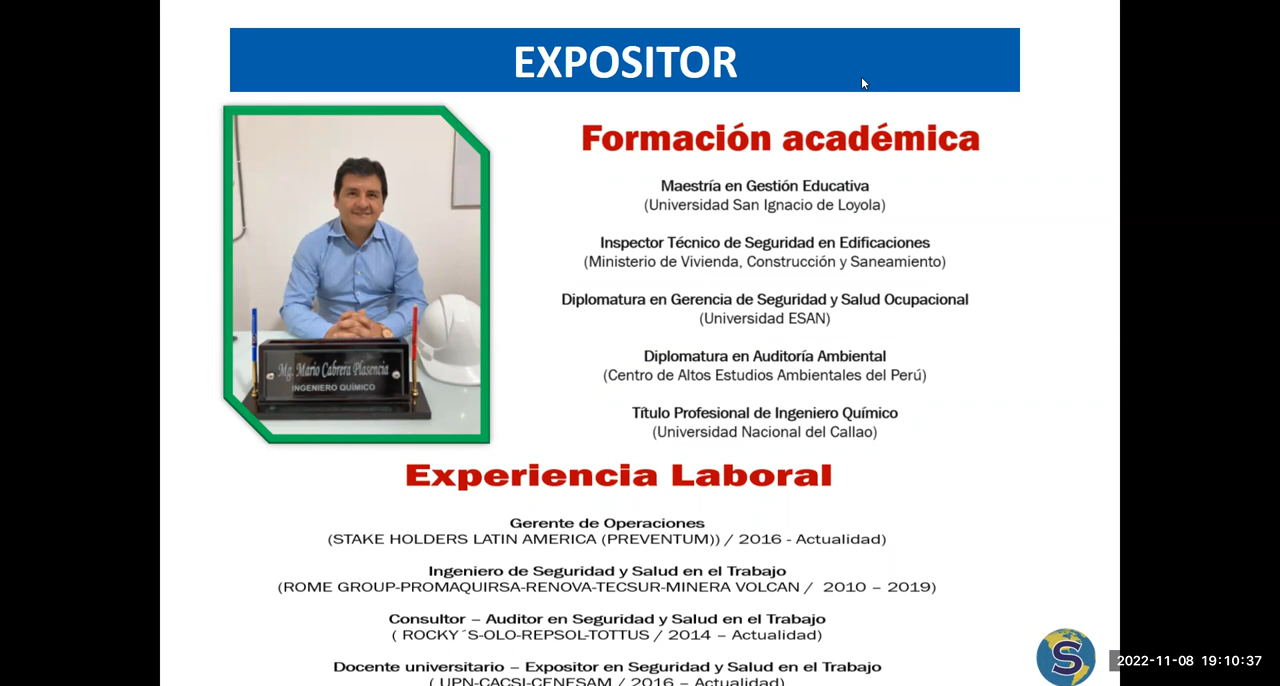 EXPOSITOR
Formación académica
Maestría en Gestión Educativa
(Universidad San Ignacio de Loyola)
Inspector Técnico de Seguridad en Edificaciones
(Ministerio de Vivienda, Construcción y Saneamiento)
Diplomatura en Gerencia de Seguridad y Salud Ocupacional
(Universidad ESAN)
Diplomatura en Auditoría Ambiental
(Centro de Altos Estudios Ambientales del Perú)
Título Profesional de Ingeniero Químico
(Universidad Nacional del Callao)
Mg. Mario Cabrera Plasencia
INGENIERO QUÍMICO
Experiencia Laboral
Gerente de Operaciones
(STAKE HOLDERS LATIN AMERICA (PREVENTUM)) / 2016 - Actualidad)
Ingeniero de Seguridad y Salud en el Trabajo
(ROME GROUP-PROMAQUIRSA-RENOVA-TECSUR-MINERA VOLCAN / 2010 – 2019)
Consultor – Auditor en Seguridad y Salud en el Trabajo
( ROCKY´S-OLO-REPSOL-TOTTUS / 2014 – Actualidad)
Docente universitario – Expositor en Seguridad y Salud en el Trabajo
( UPN-CACSI-CENESAM / 2016 – Actualidad)
S
2022-11-08 19:10:37